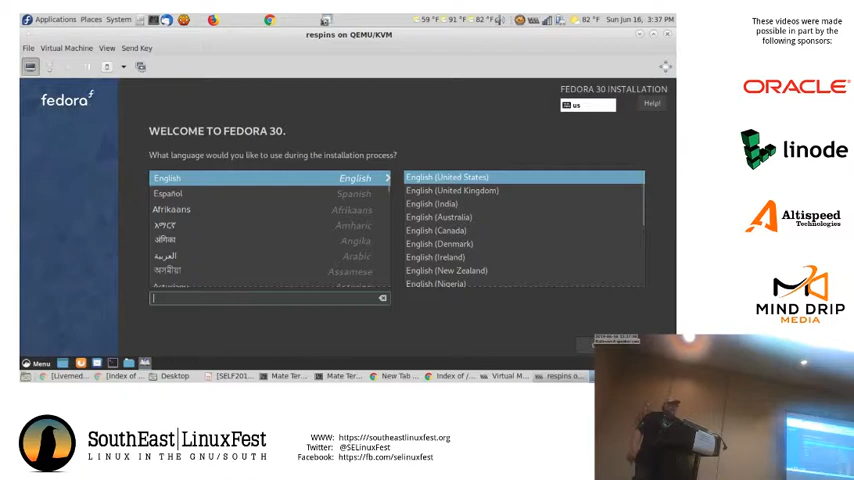 Applications Places System
59 °F
91 °F
82 °F
82 °F
Sun Jun 16, 3:37 PM
respins on QEMU/KVM
File Virtual Machine View Send Key
fedora
FEDORA 30 INSTALLATION
us
Help!
WELCOME TO FEDORA 30.
What language would you like to use during the installation process?
English English
Español Spanish
Afrikaans Afrikaans
አማርኛ Amharic
अंगिका Angika
العربية Arabic
অসমীয়া Assamese
English (United States)
English (United Kingdom)
English (India)
English (Australia)
English (Canada)
English (Denmark)
English (Ireland)
English (New Zealand)
English (Nigeria)
Menu
[Livemed... [Index of ... Desktop [SELF201... Mate Ter... Mate Ter... New Tab ... Index of /... Virtual M... respins o...
These videos were made
possible in part by the
following sponsors:
ORACLE
linode
Altispeed
Technologies
MIND DRIP
MEDIA
SouthEast|LinuxFest
LINUX IN THE GNU/SOUTH
WWW: https://southeastlinuxfest.org
Twitter: @SELinuxFest
Facebook: https://fb.com/selinuxfest